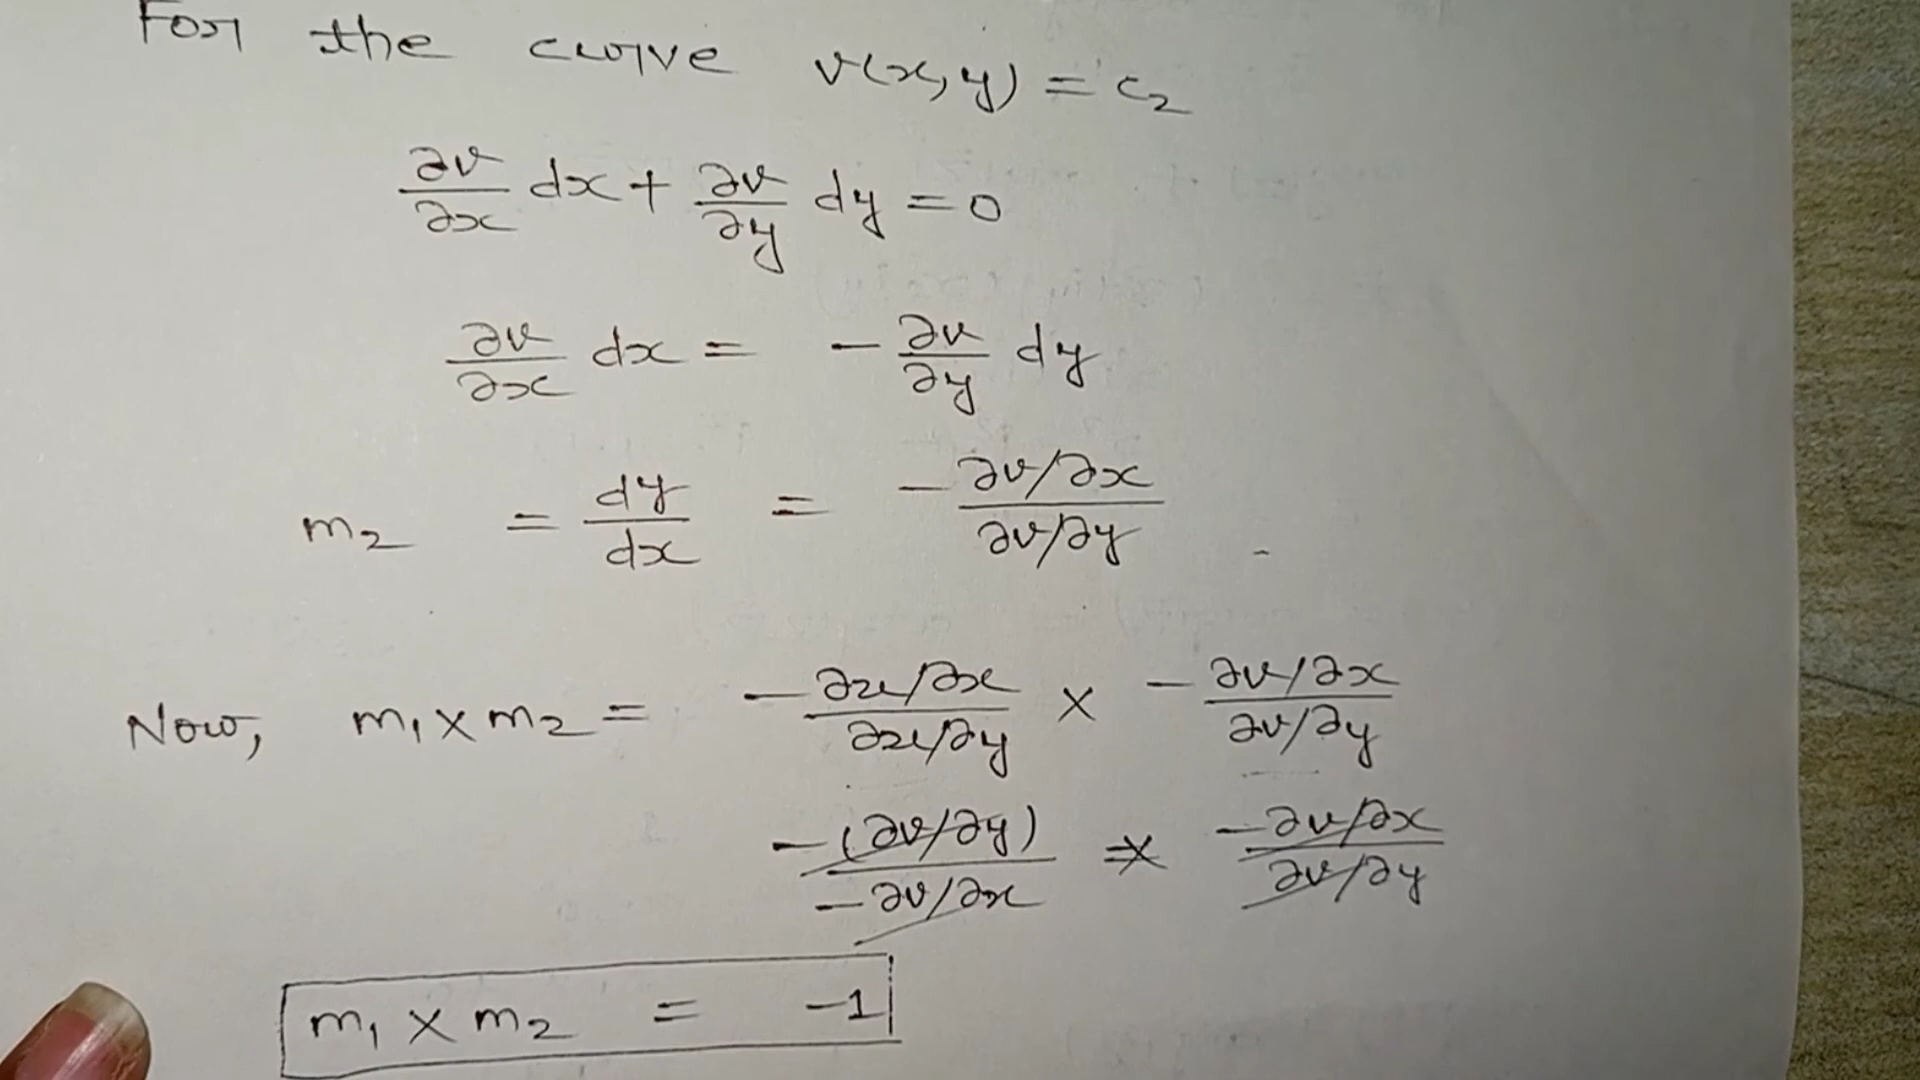 For the curve v(x,y) = c₂
∂v/∂x dx + ∂v/∂y dy = 0
∂v/∂x dx = - ∂v/∂y dy
m₂ = dy/dx = - (∂v/∂x)/(∂v/∂y)
Now, m₁ × m₂ = - (∂u/∂x)/(∂u/∂y) × - (∂v/∂x)/(∂v/∂y)
-(∂v/∂y)/(-∂v/∂x) × (-∂v/∂x)/(∂v/∂y)
m₁ × m₂ = -1